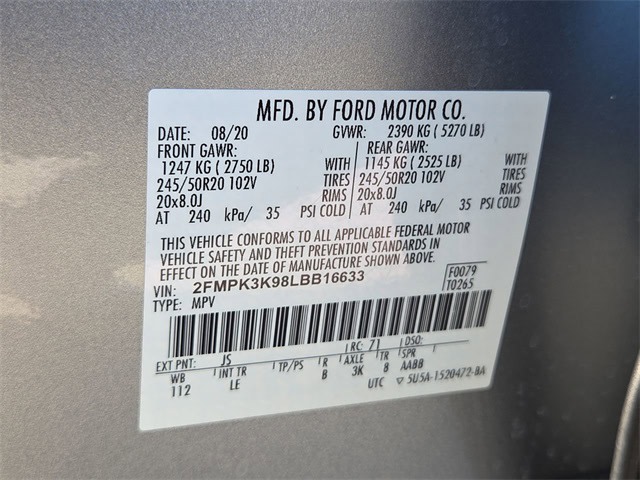 MFD. BY FORD MOTOR CO.
DATE: 08/20 GVWR: 2390 KG ( 5270 LB)
FRONT GAWR: REAR GAWR:
1247 KG ( 2750 LB) WITH 1145 KG ( 2525 LB) WITH
245/50R20 102V TIRES 245/50R20 102V TIRES
20x8.0J RIMS 20x8.0J RIMS
AT 240 kPa/ 35 PSI COLD AT 240 kPa/ 35 PSI COLD
THIS VEHICLE CONFORMS TO ALL APPLICABLE FEDERAL MOTOR
VEHICLE SAFETY AND THEFT PREVENTION STANDARDS IN
EFFECT ON THE DATE OF MANUFACTURE SHOWN ABOVE.
VIN: 2FMPK3K98LBB16633 F0079
TYPE: MPV T0265
EXT PNT: JS RC: 71 DSO:
WB INT TR TP/PS R AXLE TR SPR
112 LE B 3K 8 AABB
UTC ▽ 5U5A-1520472-BA